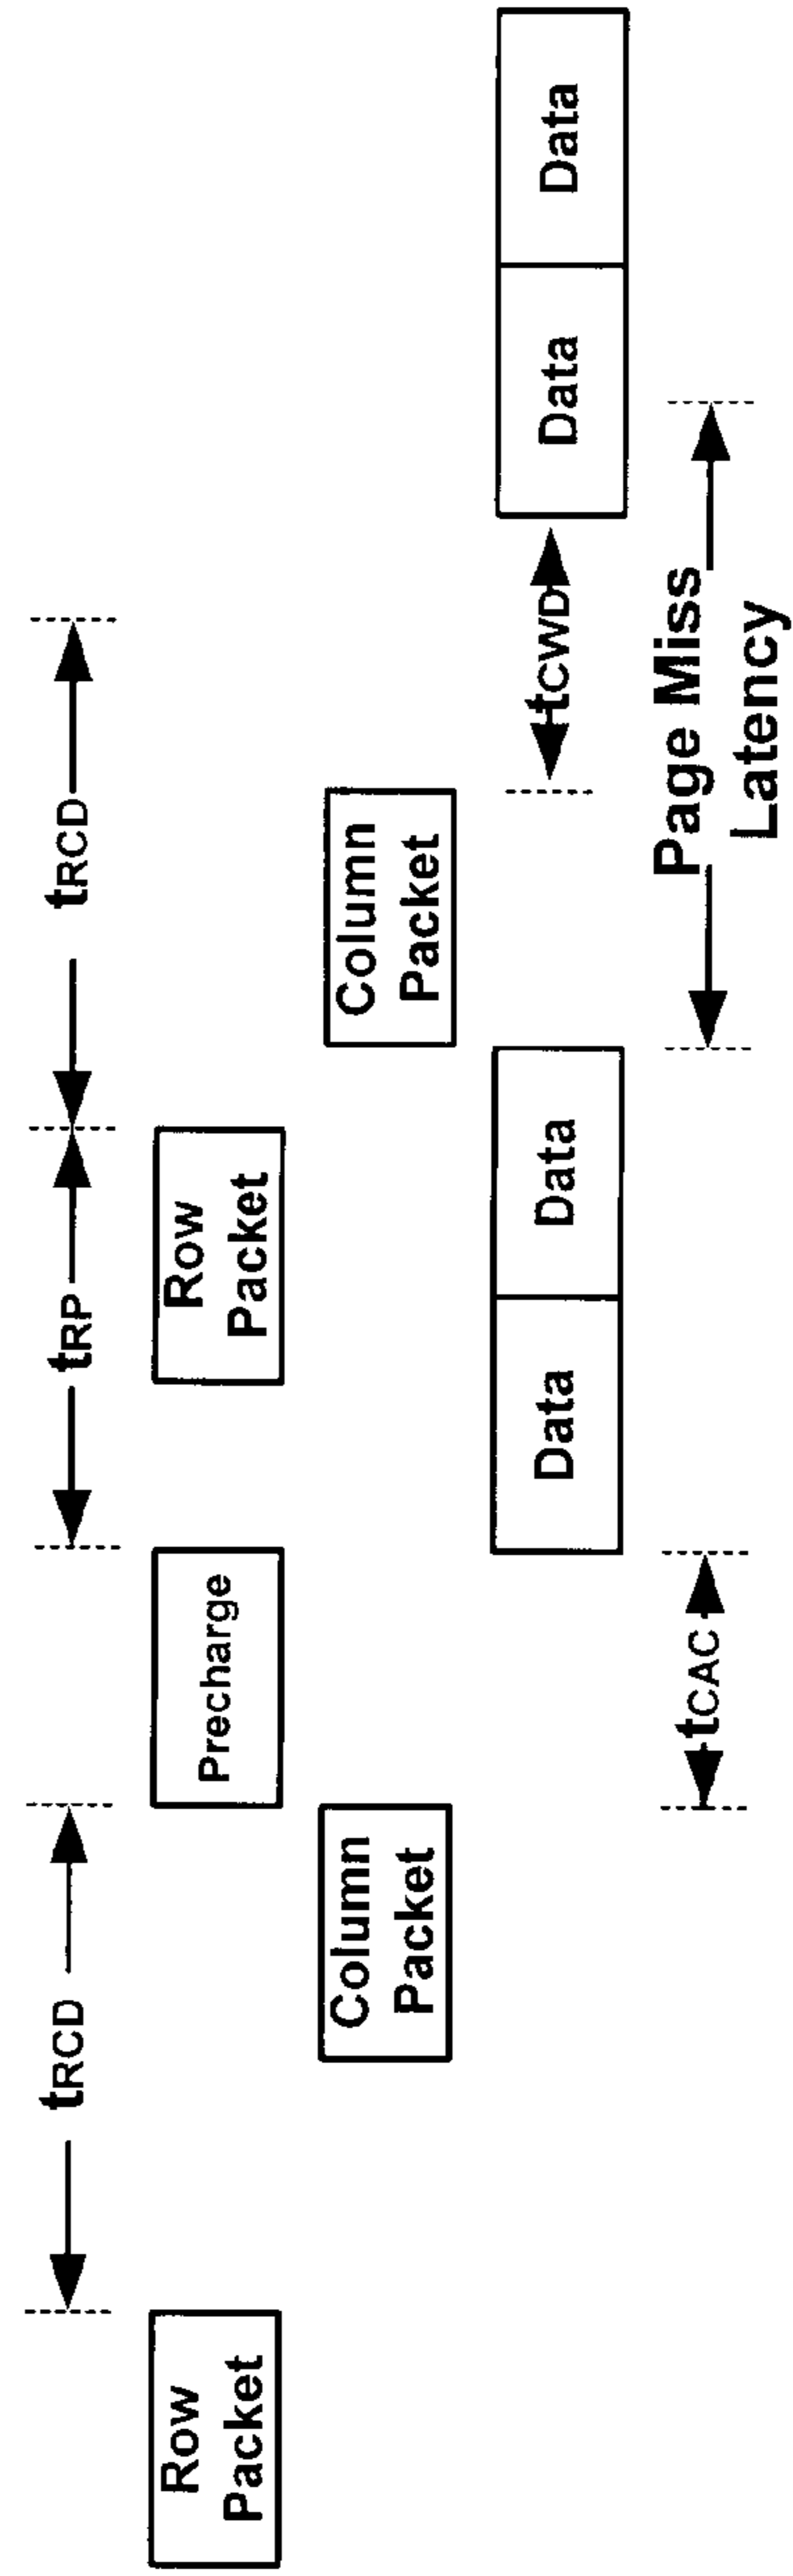 tRCD
tRP
tRCD
Row
Packet
Precharge
Row
Packet
Column
Packet
Column
Packet
Data
Data
tCWD
Data
Data
tCAC
Page Miss
Latency